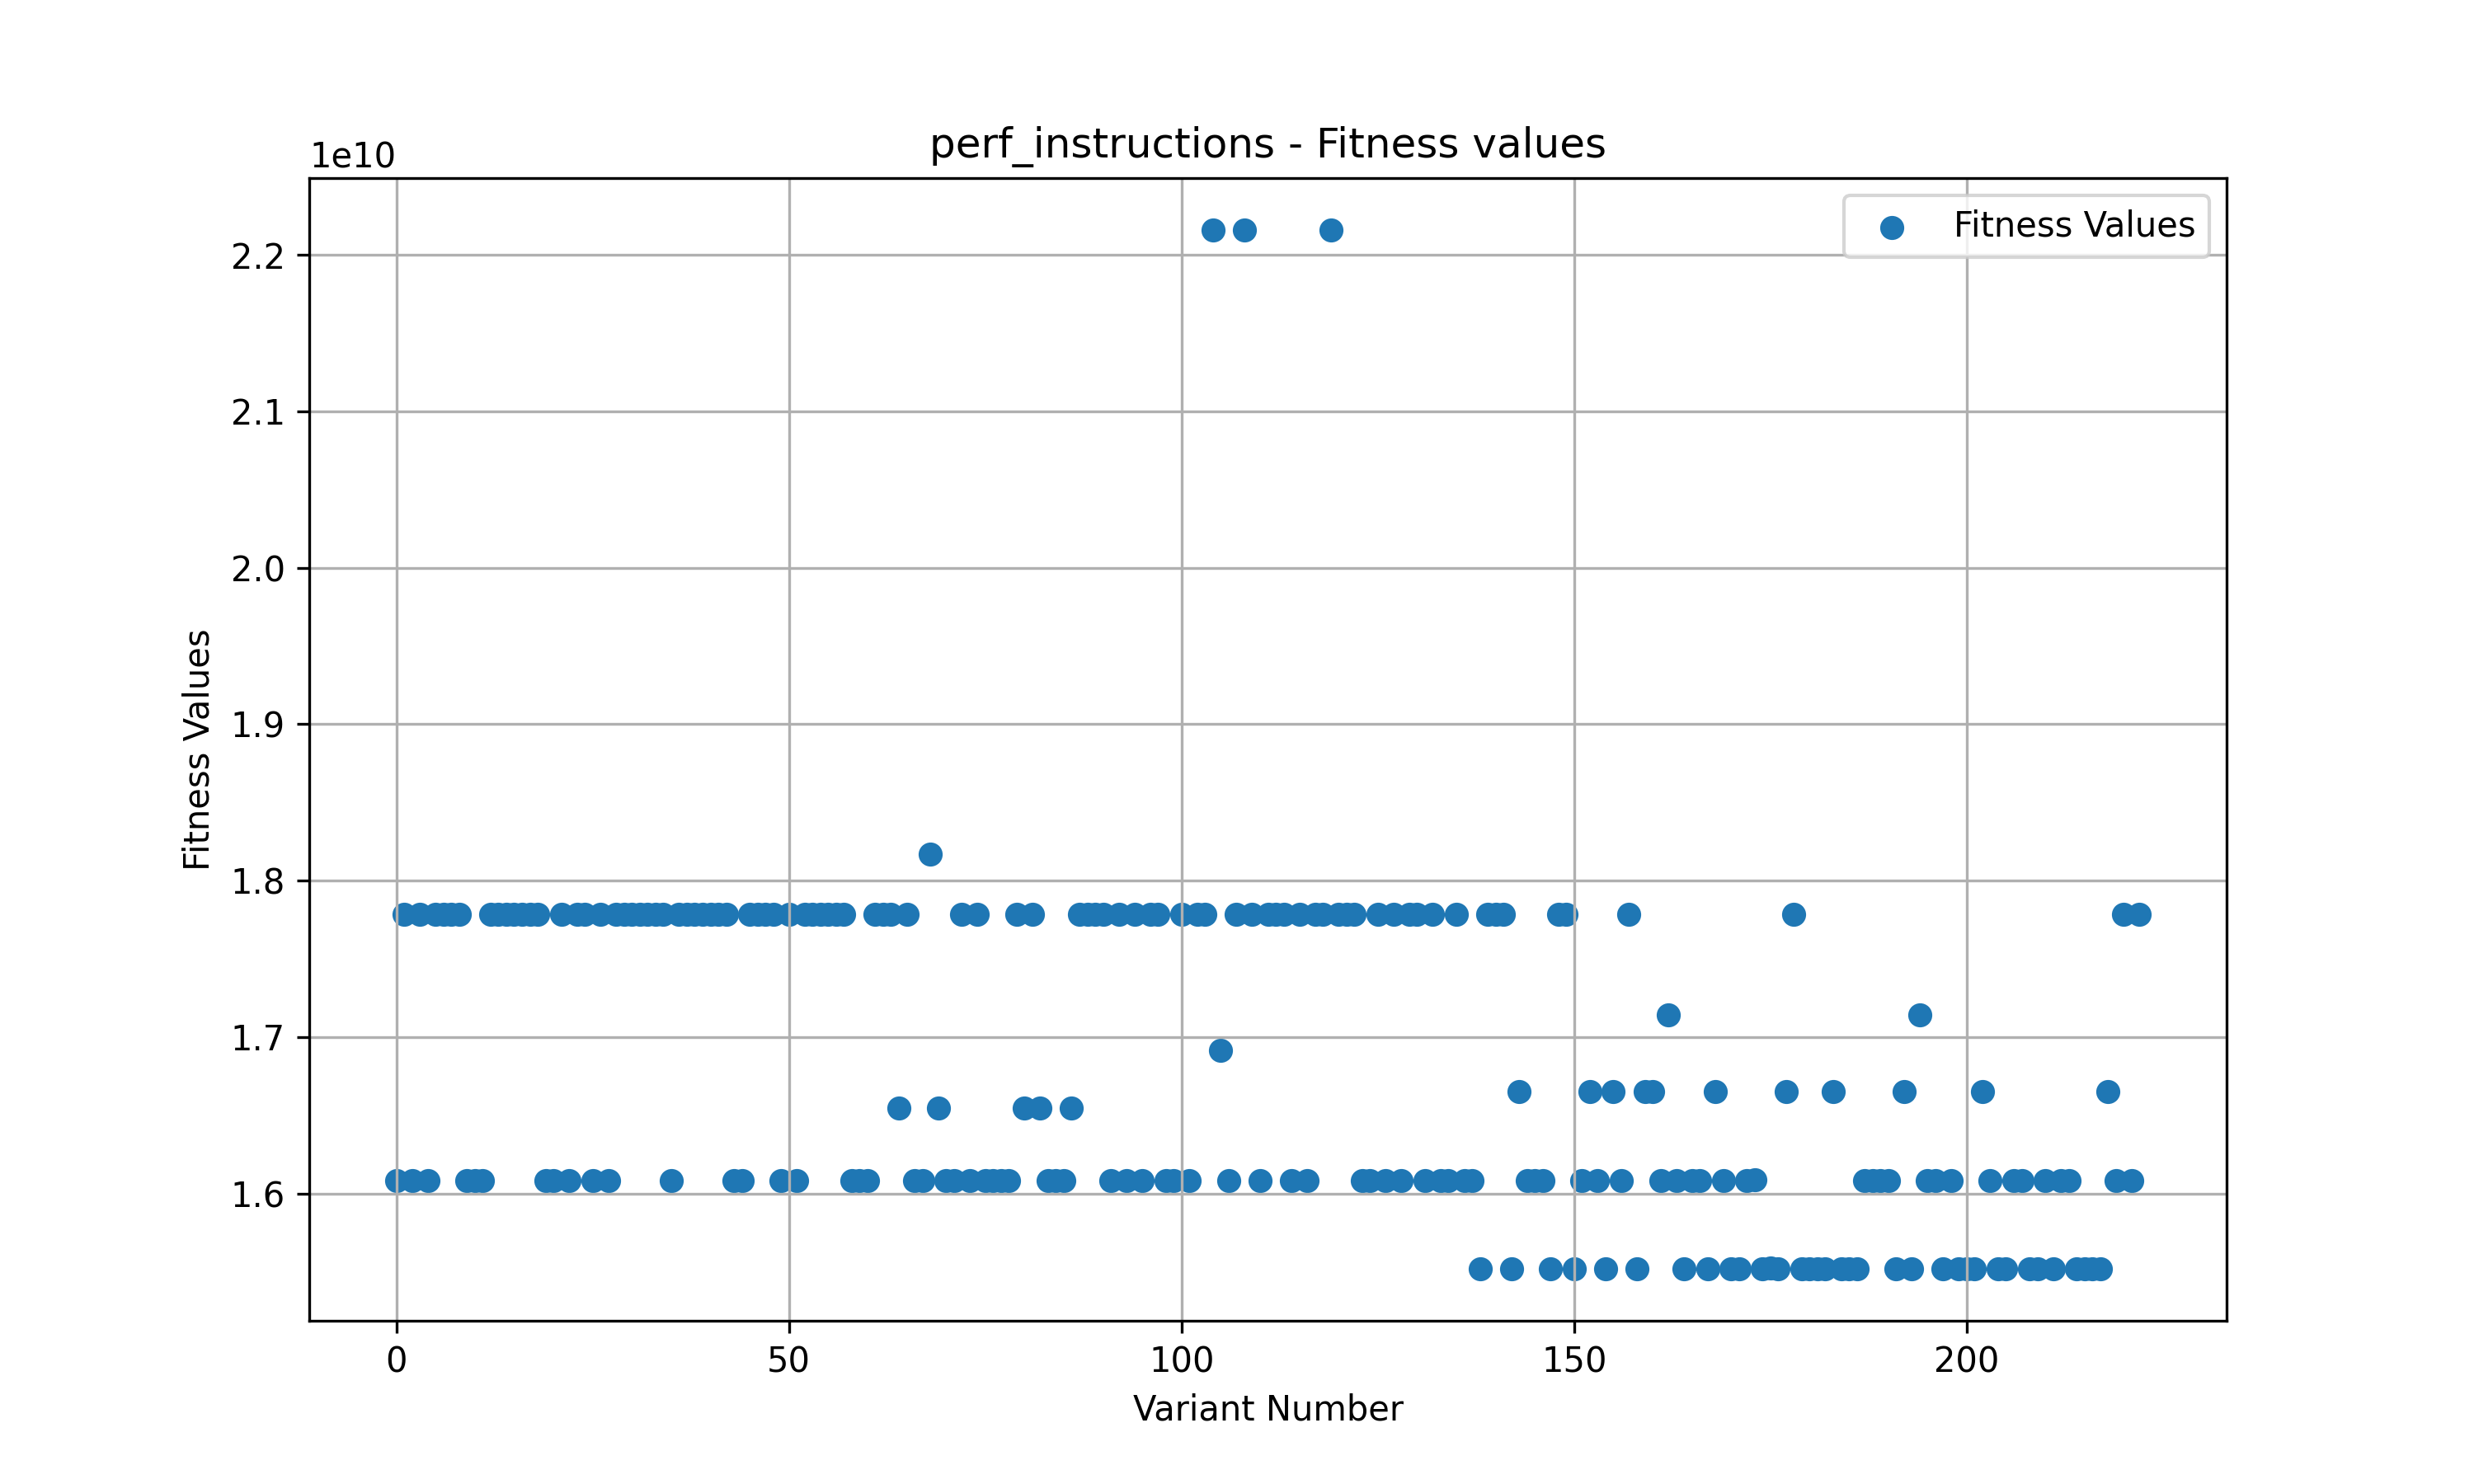 perf_instructions - Fitness values
1e10
Fitness Values
2.2
2.1
2.0
1.9
1.8
1.7
1.6
Fitness Values
0 50 100 150 200
Variant Number